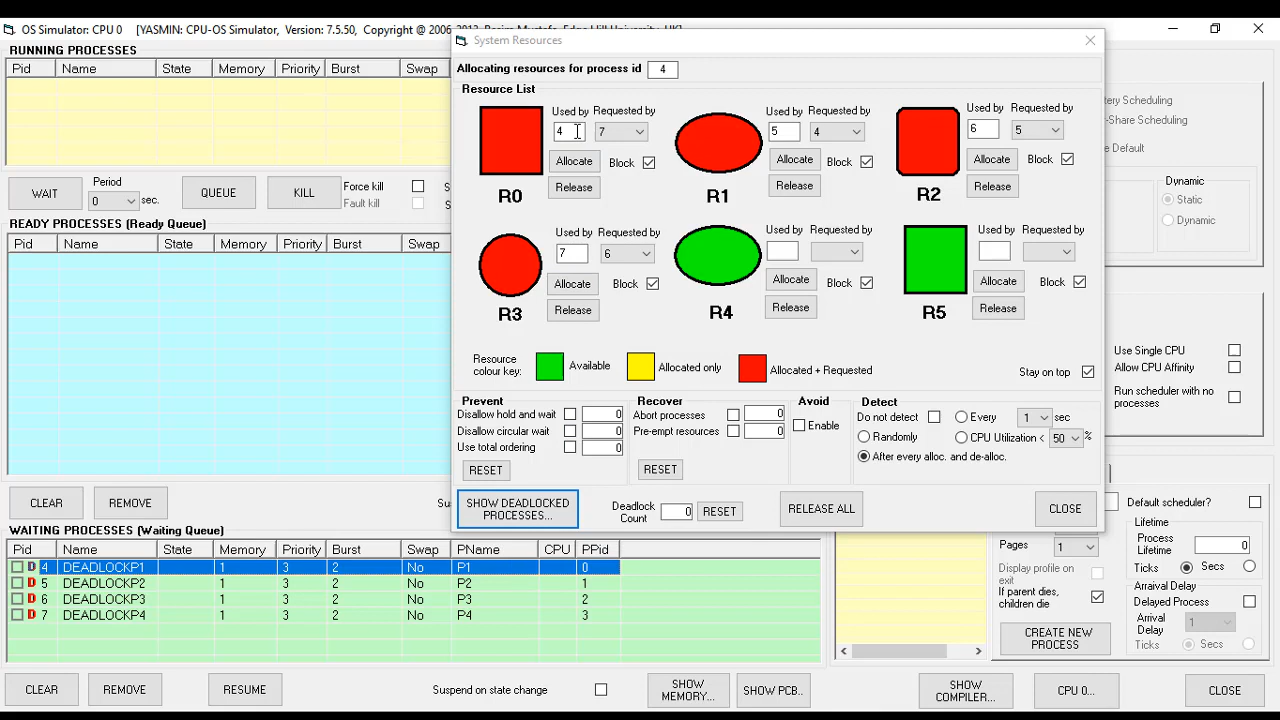 OS Simulator: CPU 0 [YASMIN: CPU-OS Simulator, Version: 7.5.50, Copyright @ 2006-
System Resources
RUNNING PROCESSES
Pid Name State Memory Priority Burst Swap
Allocating resources for process id 4
Resource List
Used by Requested by Used by Requested by Used by Requested by
4 7 5 4 6 5
Allocate Block Allocate Block Allocate Block
Release Release Release
R0 R1 R2
WAIT Period 0 sec. QUEUE KILL Force kill
Fault kill
READY PROCESSES (Ready Queue)
Pid Name State Memory Priority Burst Swap
Used by Requested by Used by Requested by Used by Requested by
7 6
Allocate Block Allocate Block Allocate Block
Release Release Release
R3 R4 R5
Resource colour key: Available Allocated only Allocated + Requested
Stay on top
Prevent
Disallow hold and wait 0
Disallow circular wait 0
Use total ordering 0
RESET
Recover
Abort processes 0
Pre-empt resources 0
RESET
Avoid
Enable
Detect
Do not detect Every 1 sec
Randomly CPU Utilization < 50 %
After every alloc. and de-alloc.
SHOW DEADLOCKED PROCESSES...
Deadlock Count 0 RESET
RELEASE ALL
CLOSE
tery Scheduling
-Share Scheduling
e Default
Dynamic
Static
Dynamic
Use Single CPU
Allow CPU Affinity
Run scheduler with no processes
CLEAR REMOVE Su
WAITING PROCESSES (Waiting Queue)
Pid Name State Memory Priority Burst Swap PName CPU PPid
D 4 DEADLOCKP1 1 3 2 No P1 0
D 5 DEADLOCKP2 1 3 2 No P2 1
D 6 DEADLOCKP3 1 3 2 No P3 2
D 7 DEADLOCKP4 1 3 2 No P4 3
Default scheduler?
Pages 1
Display profile on exit
If parent dies, children die
CREATE NEW PROCESS
Lifetime
Process Lifetime 0
Ticks Secs
Arraival Delay
Delayed Process
Arrival Delay 1
Ticks Secs
CLEAR REMOVE RESUME Suspend on state change SHOW MEMORY... SHOW PCB.. SHOW COMPILER... CPU 0... CLOSE